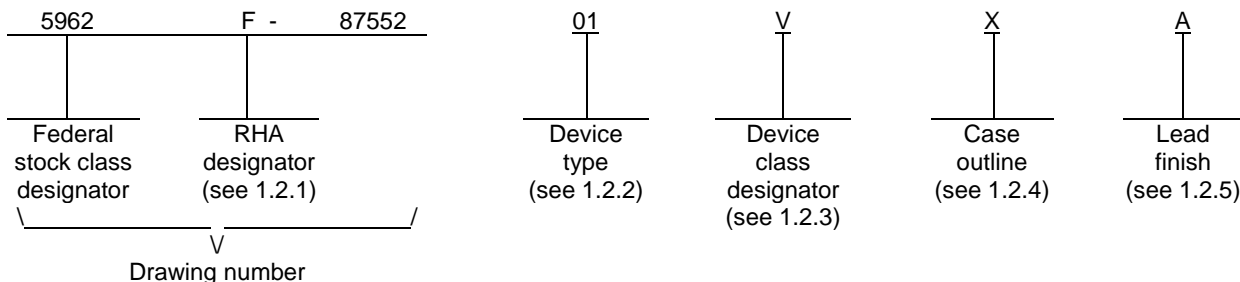 5962 F - 87552 01 V X A
Federal stock class designator
RHA designator (see 1.2.1)
Device type (see 1.2.2)
Device class designator (see 1.2.3)
Case outline (see 1.2.4)
Lead finish (see 1.2.5)
\ / 
\/
Drawing number